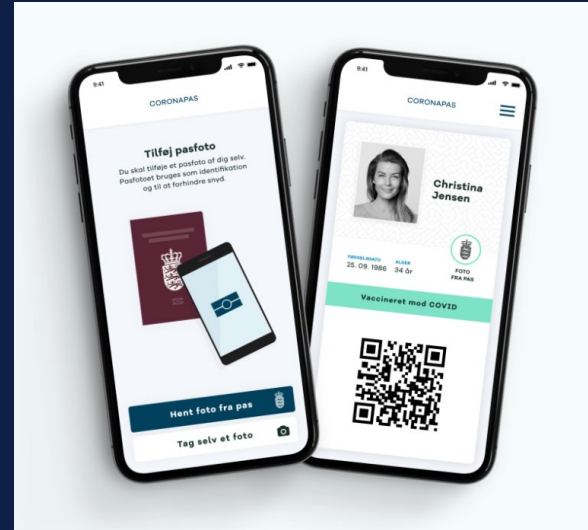 9:41
CORONAPAS
Tilføj pasfoto
Du skal tilføje et pasfoto af dig selv.
Pasfotoet bruges som identifikation
og til at forhindre snyd.
Hent foto fra pas
Tag selv et foto
9:41
CORONAPAS
Christina
Jensen
FØDSELSDATO
25. 09. 1986
ALDER
34 år
FOTO
FRA PAS
Vaccineret mod COVID